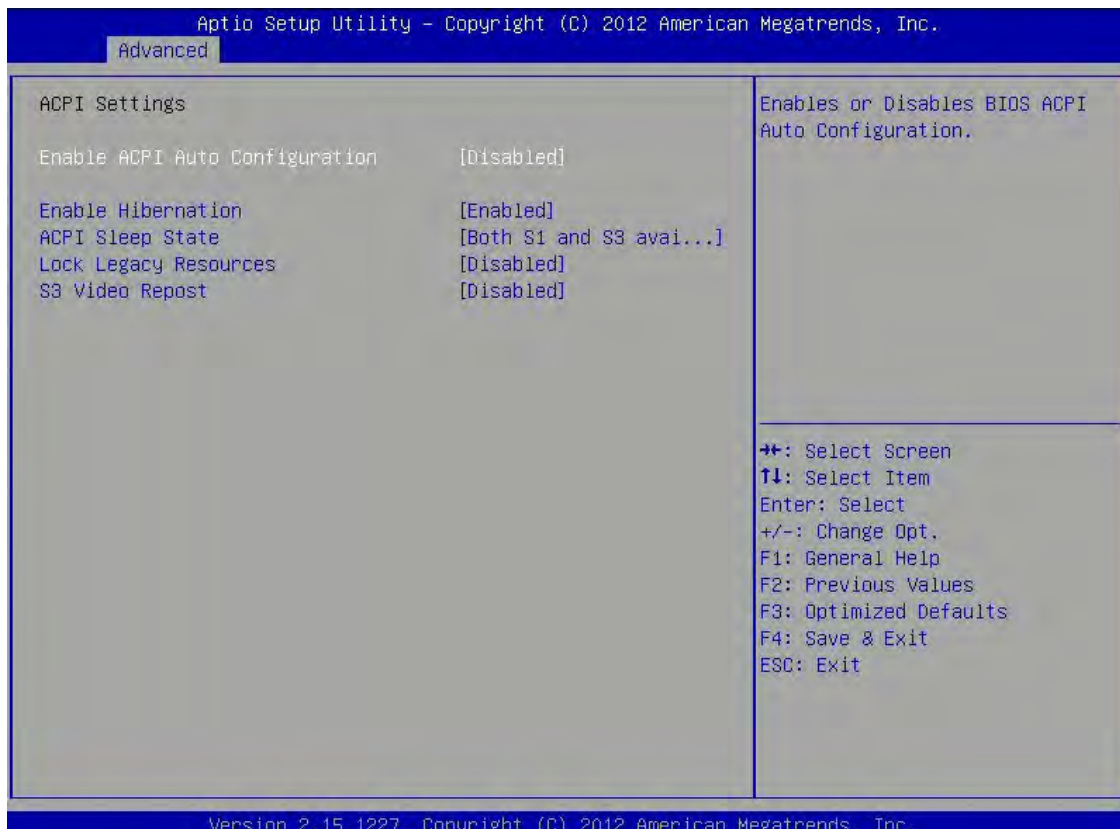 Aptio Setup Utility – Copyright (C) 2012 American Megatrends, Inc.
Advanced
ACPI Settings
Enable ACPI Auto Configuration [Disabled]
Enable Hibernation [Enabled]
ACPI Sleep State [Both S1 and S3 avai...]
Lock Legacy Resources [Disabled]
S3 Video Repost [Disabled]
Enables or Disables BIOS ACPI
Auto Configuration.
→←: Select Screen
↑↓: Select Item
Enter: Select
+/-: Change Opt.
F1: General Help
F2: Previous Values
F3: Optimized Defaults
F4: Save & Exit
ESC: Exit
Version 2.15.1227. Copyright (C) 2012 American Megatrends, Inc.